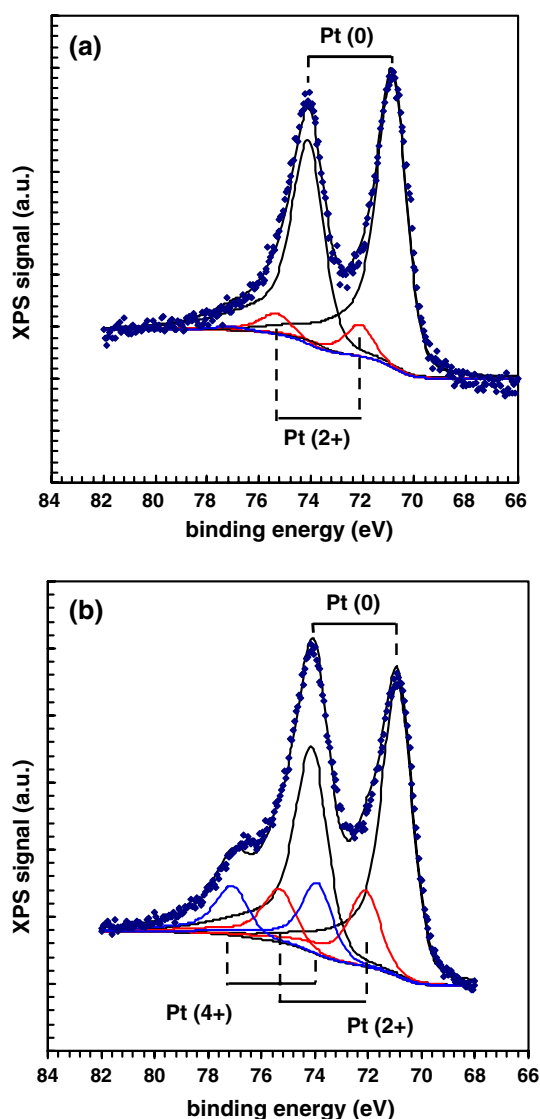 (a)
Pt (0)
XPS signal (a.u.)
Pt (2+)
84 82 80 78 76 74 72 70 68 66
binding energy (eV)
(b)
Pt (0)
XPS signal (a.u.)
Pt (4+) Pt (2+)
84 82 80 78 76 74 72 70 68 66
binding energy (eV)